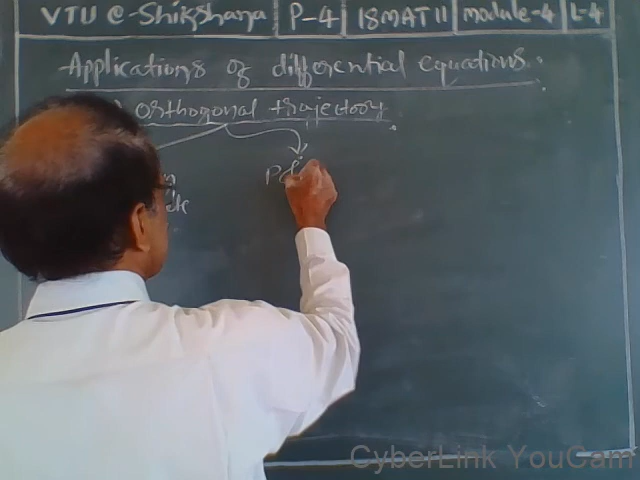 VTU e-Shikshana P-4 18MAT11 module-4 L-4
Applications of differential equations.
orthogonal trajectory
CyberLink YouCam